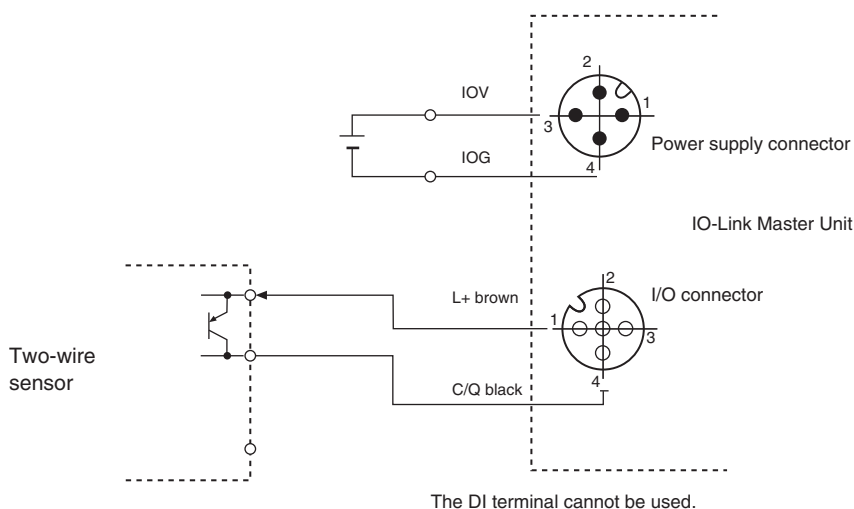 2
IOV
1
3
Power supply connector
IOG
4
IO-Link Master Unit
2
L+ brown
I/O connector
1
3
Two-wire
sensor
4
C/Q black
The DI terminal cannot be used.